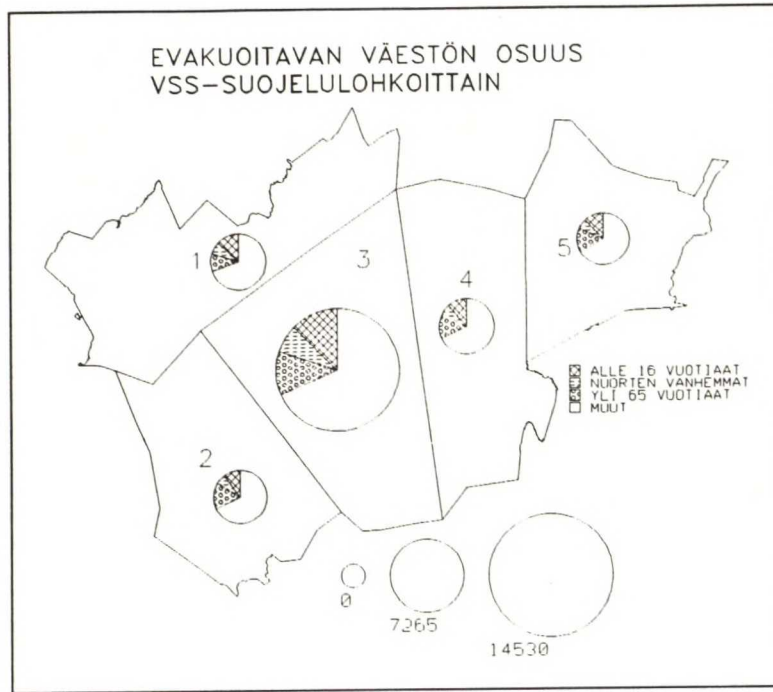 EVAKUOITAVAN VÄESTÖN OSUUS
VSS-SUOJELULOHKOITTAIN
1
3
5
4
2
ALLE 16 VUOTIAAT
NUORTEN VANHEMMAT
YLI 65 VUOTIAAT
MUUT
0
7265
14530